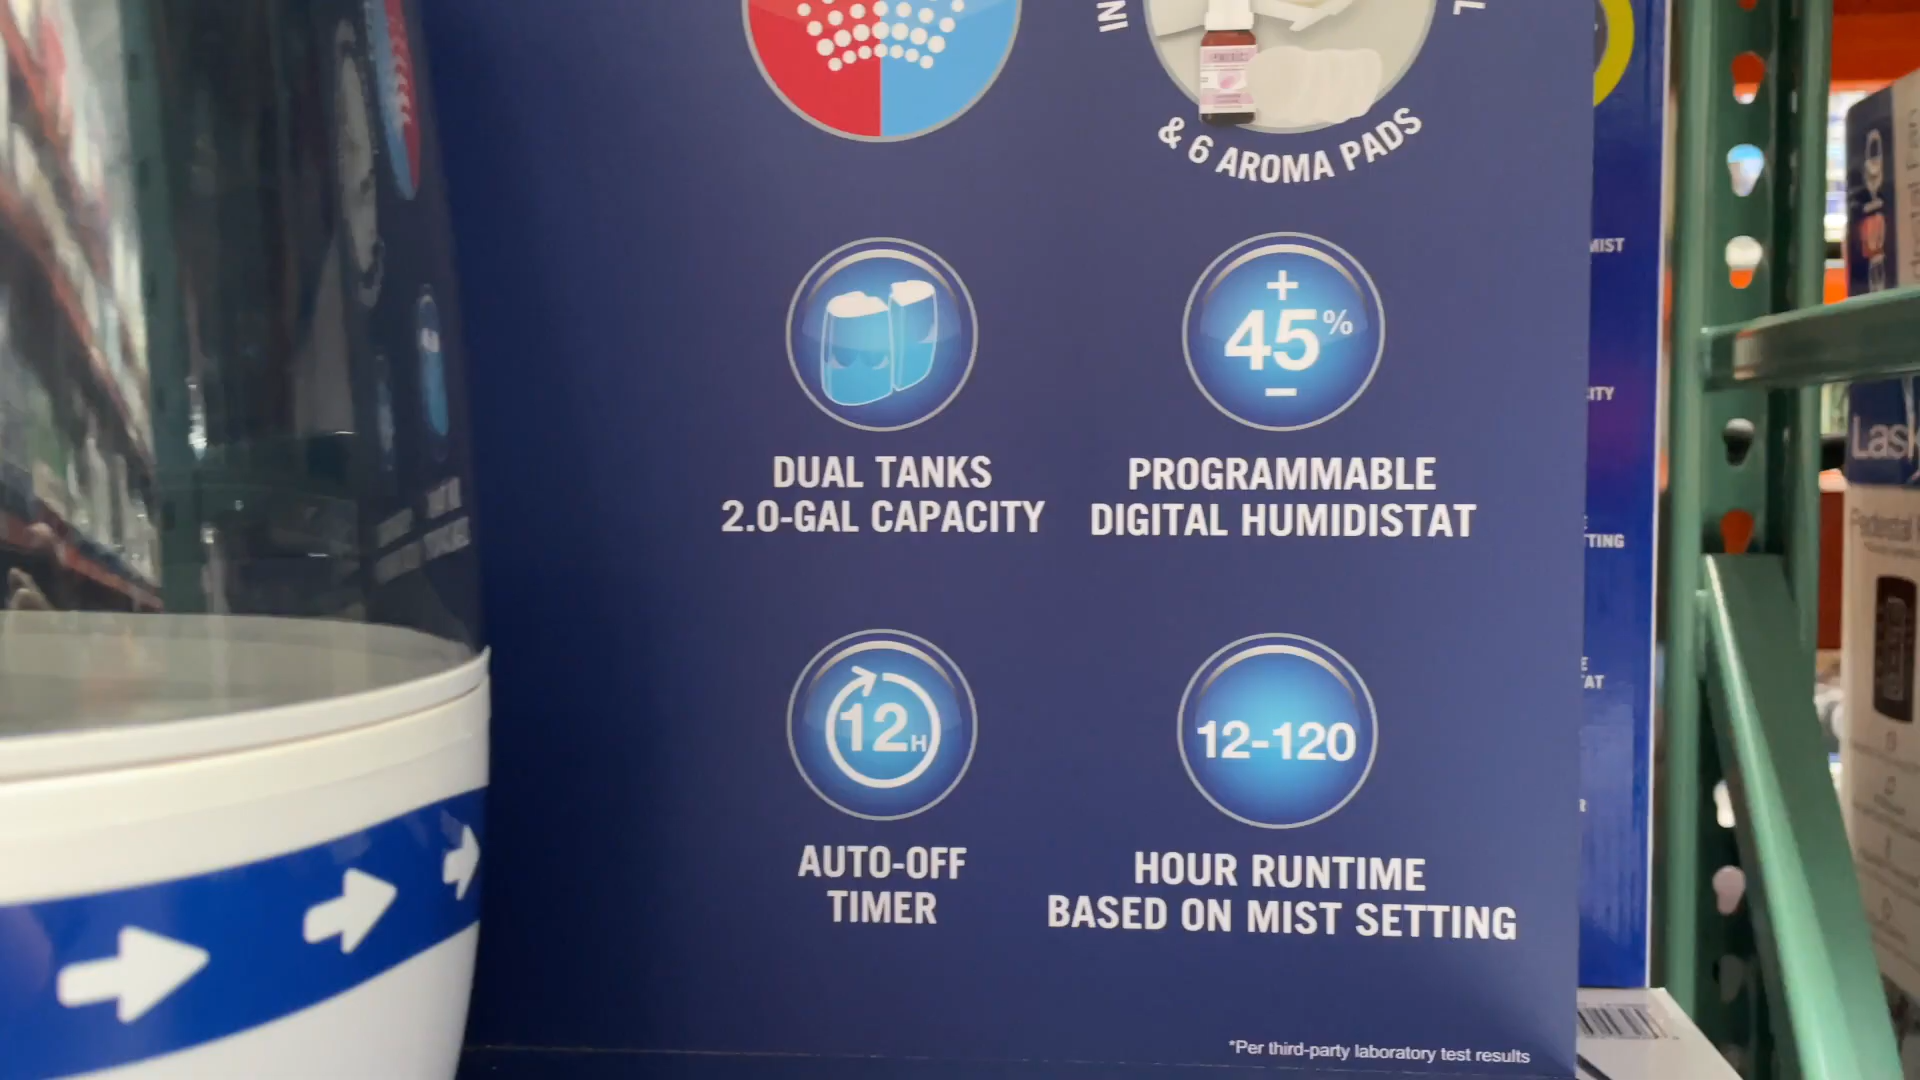 & 6 AROMA PADS
+
45%
−
DUAL TANKS
2.0-GAL CAPACITY
PROGRAMMABLE
DIGITAL HUMIDISTAT
12H
AUTO-OFF
TIMER
12-120
HOUR RUNTIME
BASED ON MIST SETTING
*Per third-party laboratory test results